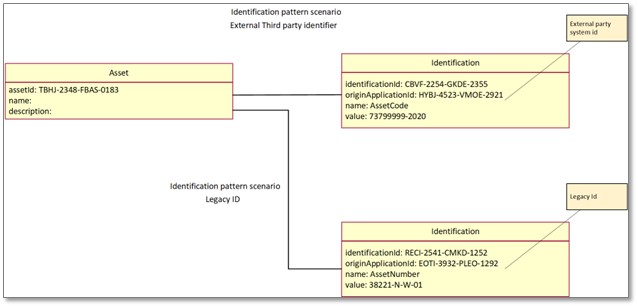 Identification pattern scenario
External Third party identifier
External party
system id
Asset
assetId: TBHJ-2348-FBAS-0183
name:
description:
Identification
identificationId: CBVF-2254-GKDE-2355
originApplicationId: HYBJ-4523-VMOE-2921
name: AssetCode
value: 73799999-2020
Identification pattern scenario
Legacy ID
Legacy Id
Identification
identificationId: RECI-2541-CMKD-1252
originApplicationId: EOTI-3932-PLEO-1292
name: AssetNumber
value: 38221-N-W-01